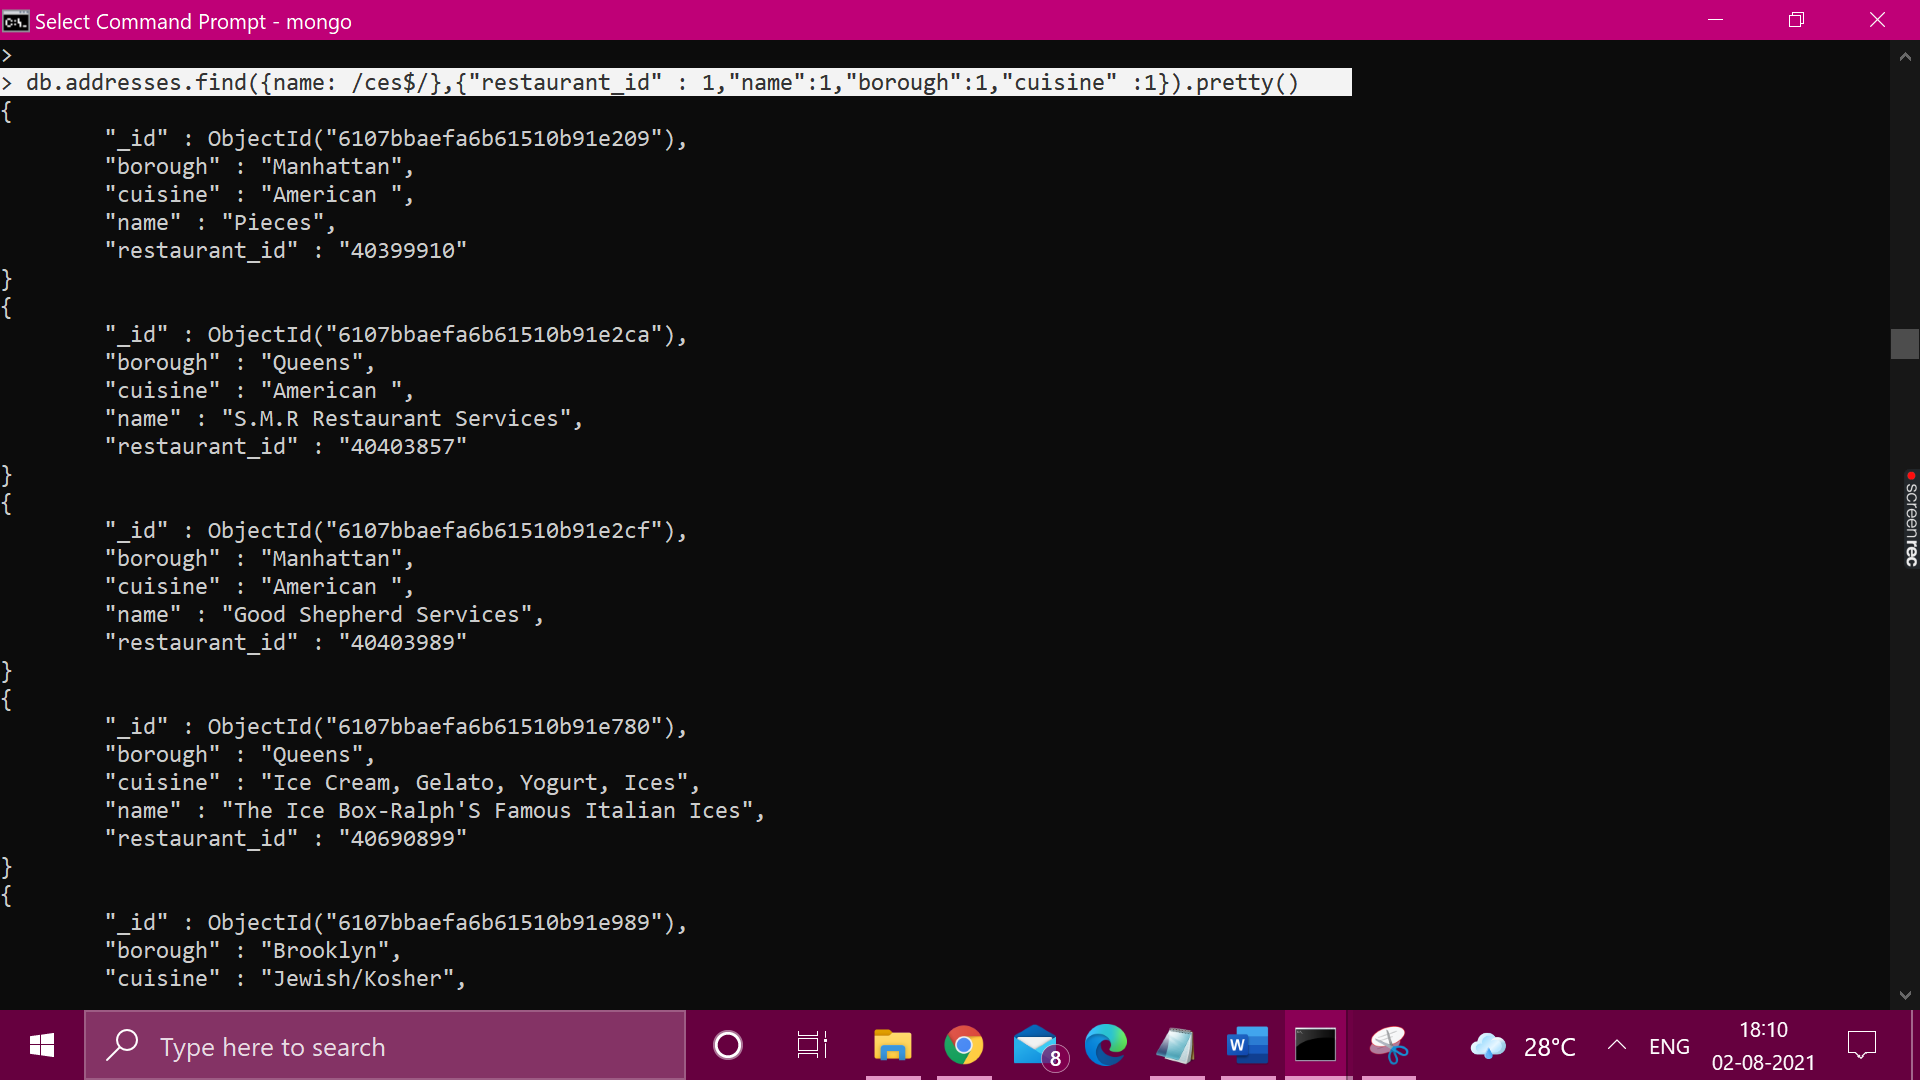 Select Command Prompt - mongo
>
> db.addresses.find({name: /ces$/},{"restaurant_id" : 1,"name":1,"borough":1,"cuisine" :1}).pretty()
{
"_id" : ObjectId("6107bbaefa6b61510b91e209"),
"borough" : "Manhattan",
"cuisine" : "American ",
"name" : "Pieces",
"restaurant_id" : "40399910"
}
{
"_id" : ObjectId("6107bbaefa6b61510b91e2ca"),
"borough" : "Queens",
"cuisine" : "American ",
"name" : "S.M.R Restaurant Services",
"restaurant_id" : "40403857"
}
{
"_id" : ObjectId("6107bbaefa6b61510b91e2cf"),
"borough" : "Manhattan",
"cuisine" : "American ",
"name" : "Good Shepherd Services",
"restaurant_id" : "40403989"
}
{
"_id" : ObjectId("6107bbaefa6b61510b91e780"),
"borough" : "Queens",
"cuisine" : "Ice Cream, Gelato, Yogurt, Ices",
"name" : "The Ice Box-Ralph'S Famous Italian Ices",
"restaurant_id" : "40690899"
}
{
"_id" : ObjectId("6107bbaefa6b61510b91e989"),
"borough" : "Brooklyn",
"cuisine" : "Jewish/Kosher",
screenrec
Type here to search
8
W
28°C
ENG
18:10
02-08-2021